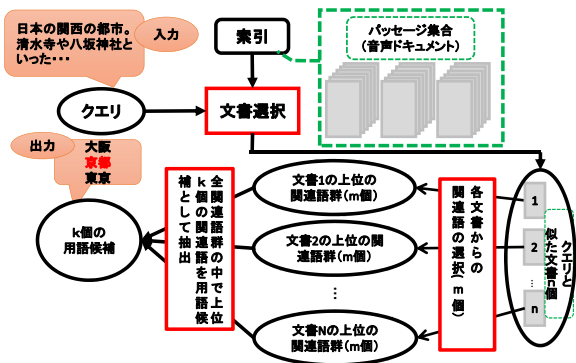 日本の関西の都市。
清水寺や八坂神社と
いった・・・
入力
索引
パッセージ集合
(音声ドキュメント)
クエリ
文書選択
出力
大阪
京都
東京
k個の
用語候補
全関連語群の中で上位
k個の関連語を用語候
補として抽出
文書1の上位の
関連語群(m個)
文書2の上位の関
連語群(m個)
⋮
文書Nの上位の
関連語群(m個)
各文書からの
関連語の選択(m
個)
1
2
...
n
クエリと
似た文書n個